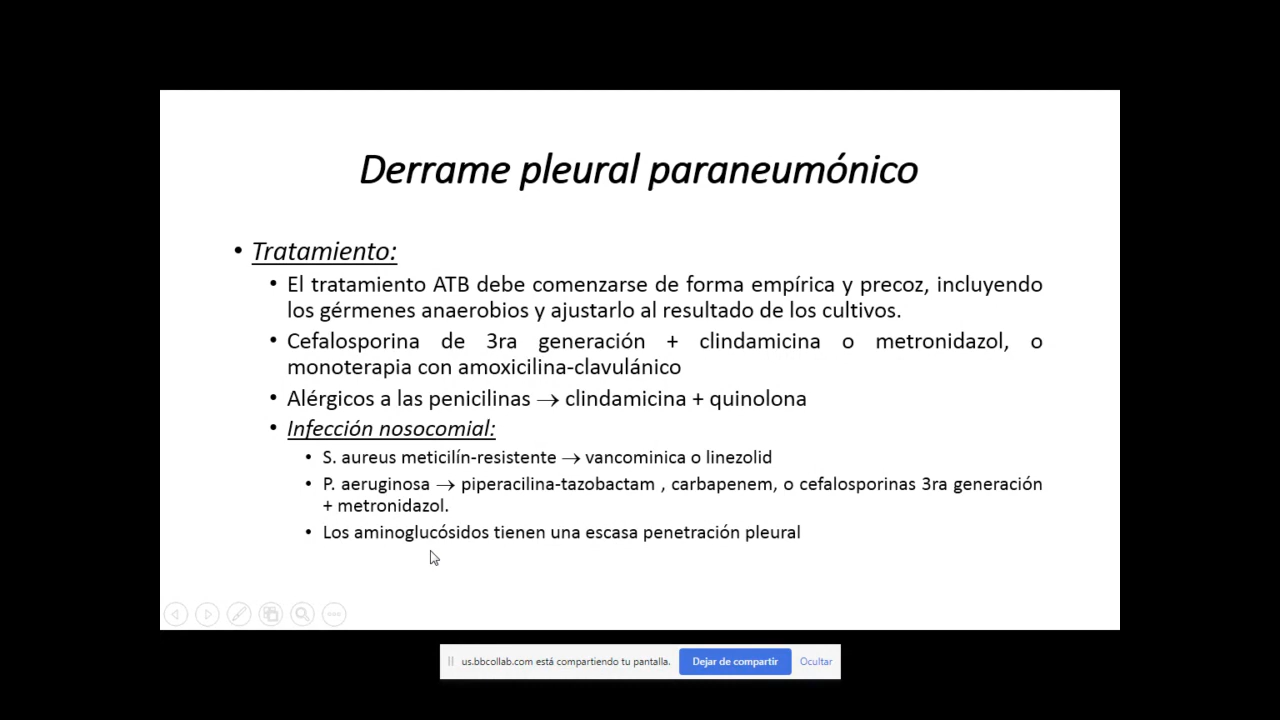 Derrame pleural paraneumónico
• Tratamiento:
• El tratamiento ATB debe comenzarse de forma empírica y precoz, incluyendo
los gérmenes anaerobios y ajustarlo al resultado de los cultivos.
• Cefalosporina de 3ra generación + clindamicina o metronidazol, o
monoterapia con amoxicilina-clavulánico
• Alérgicos a las penicilinas → clindamicina + quinolona
• Infección nosocomial:
• S. aureus meticilín-resistente → vancominica o linezolid
• P. aeruginosa → piperacilina-tazobactam , carbapenem, o cefalosporinas 3ra generación
+ metronidazol.
• Los aminoglucósidos tienen una escasa penetración pleural
us.bbcollab.com está compartiendo tu pantalla. Dejar de compartir Ocultar